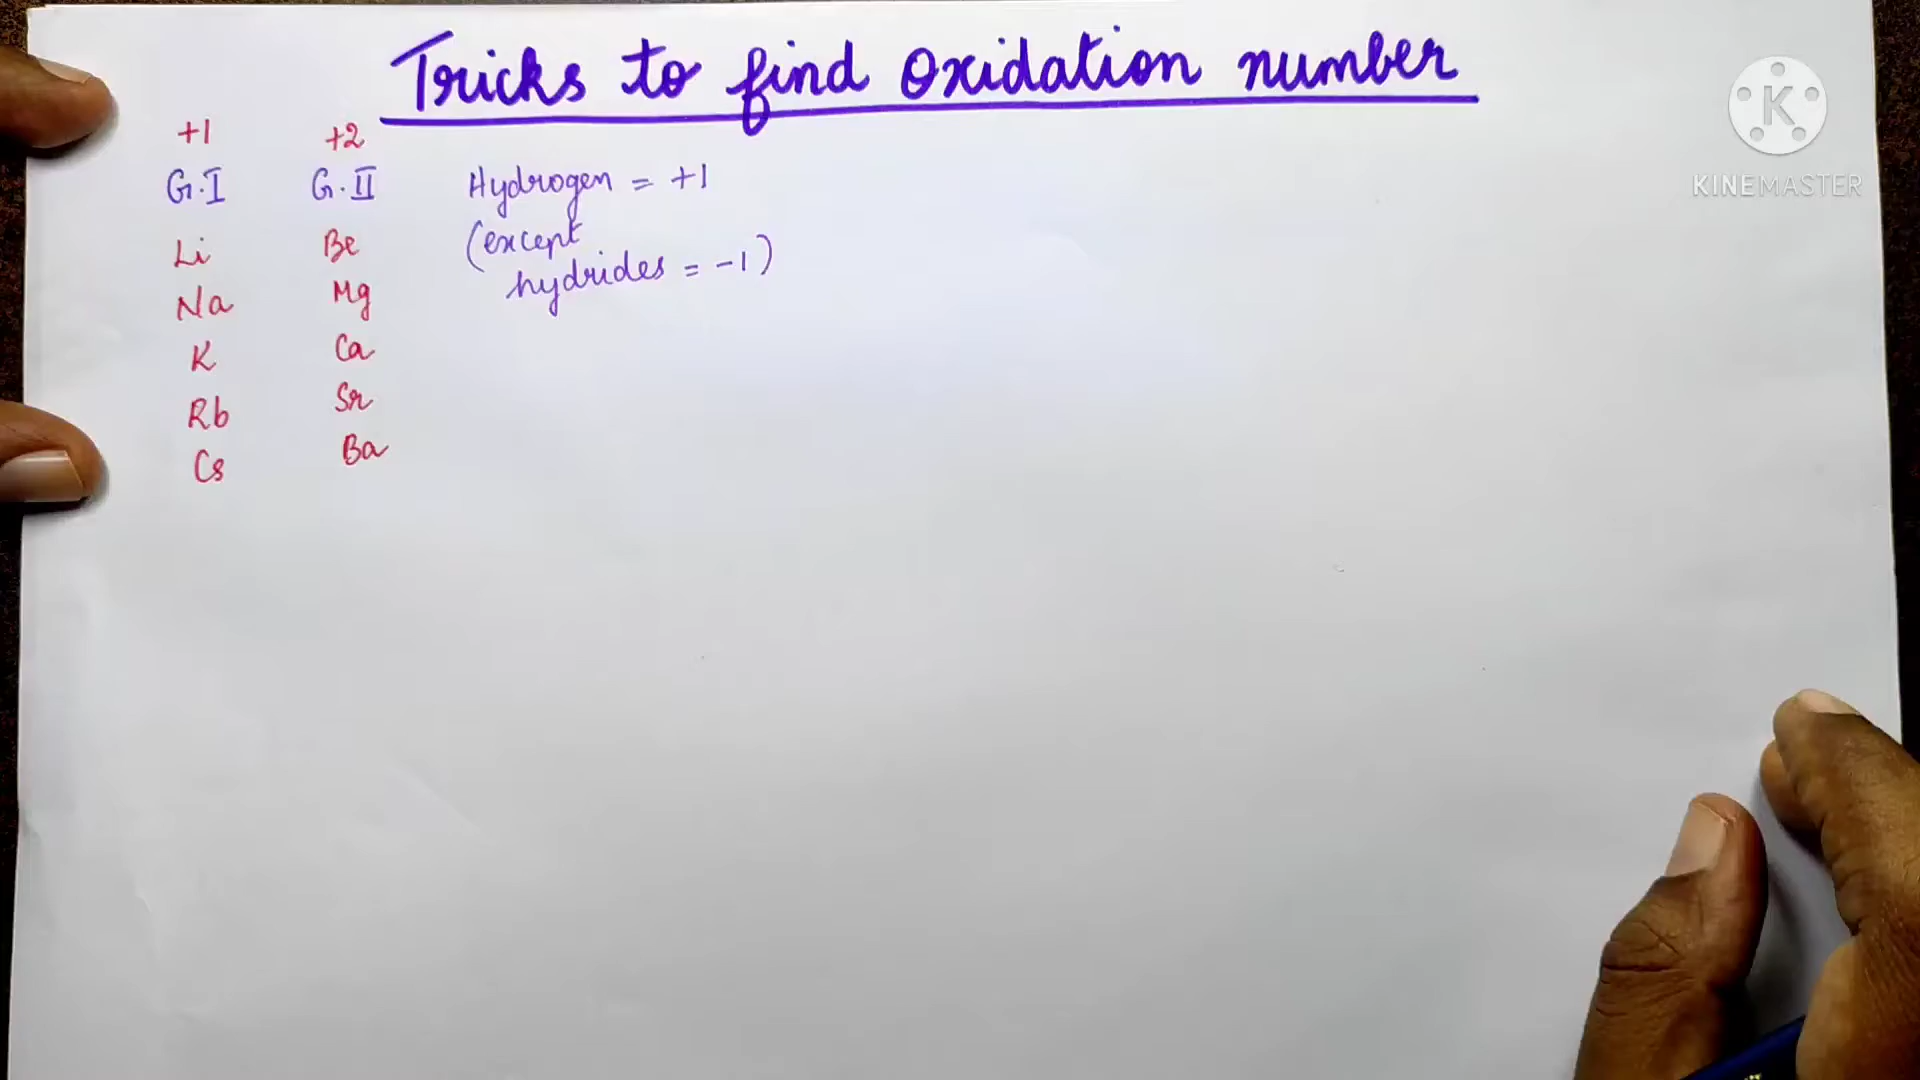 Tricks to find Oxidation number
+1 +2
G.I G.II
Li Be
Na Mg
K Ca
Rb Sr
Cs Ba
Hydrogen = +1
(except
hydrides = -1)
K
KINEMASTER